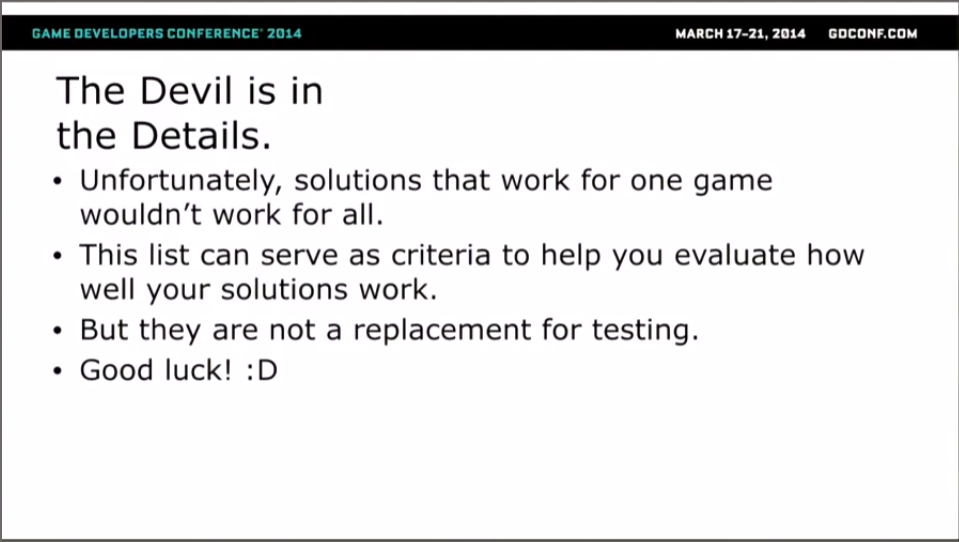 GAME DEVELOPERS CONFERENCE® 2014
MARCH 17-21, 2014 GDCONF.COM
The Devil is in
the Details.
• Unfortunately, solutions that work for one game
wouldn’t work for all.
• This list can serve as criteria to help you evaluate how
well your solutions work.
• But they are not a replacement for testing.
• Good luck! :D